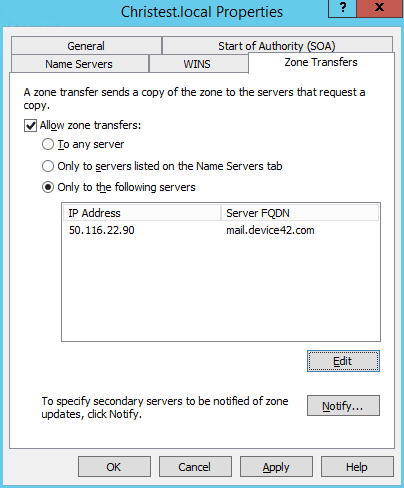 Christest.local Properties
? X
General Start of Authority (SOA)
Name Servers WINS Zone Transfers
A zone transfer sends a copy of the zone to the servers that request a
copy.
Allow zone transfers:
To any server
Only to servers listed on the Name Servers tab
Only to the following servers
IP Address Server FQDN
50.116.22.90 mail.device42.com
Edit
To specify secondary servers to be notified of zone
updates, click Notify.
Notify...
OK Cancel Apply Help